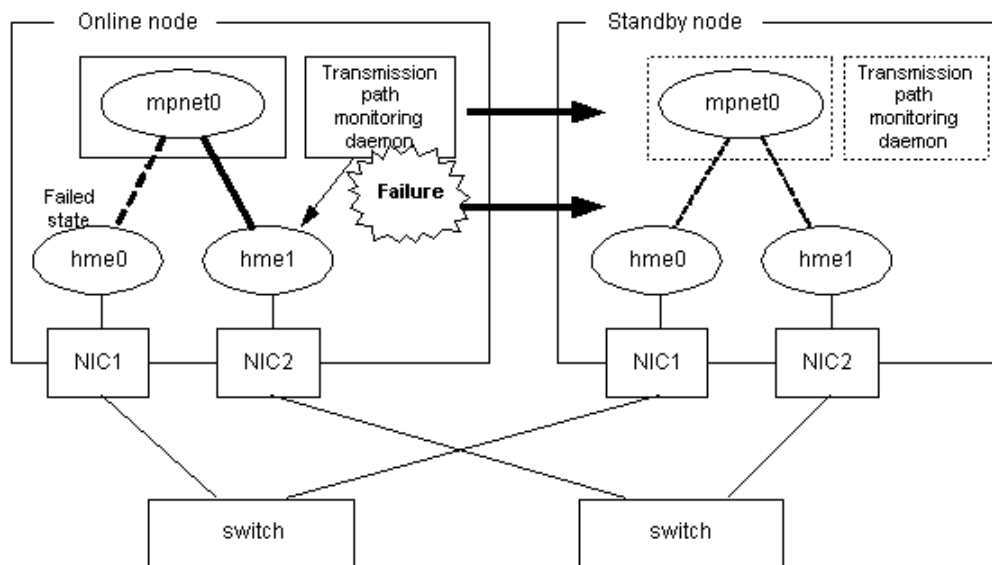 Online node
Standby node
mpnet0
Transmission
path
monitoring
daemon
mpnet0
Transmission
path
monitoring
daemon
Failed
state
Failure
hme0
hme1
hme0
hme1
NIC1
NIC2
NIC1
NIC2
switch
switch